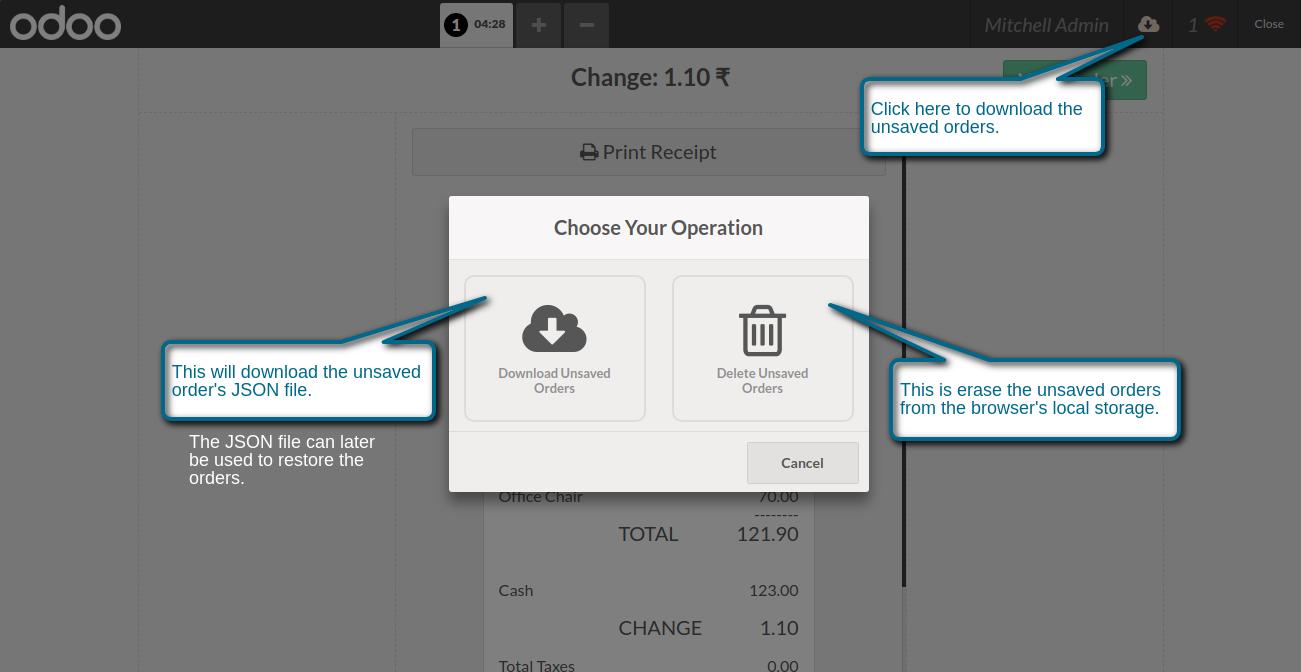 odoo
1 04:28 + −
Mitchell Admin
1
Close
Change: 1.10 ₹
Click here to download the
unsaved orders.
Print Receipt
Choose Your Operation
Download Unsaved
Orders
Delete Unsaved
Orders
This will download the unsaved
order's JSON file.
This is erase the unsaved orders
from the browser's local storage.
The JSON file can later
be used to restore the
orders.
Cancel
Office Chair 70.00
--------
TOTAL 121.90
Cash 123.00
CHANGE 1.10
Total Taxes 0.00